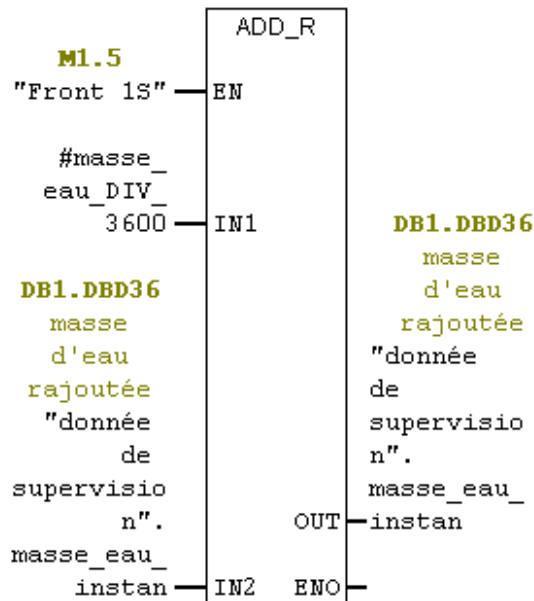 ADD_R
M1.5
"Front 1S"
EN
#masse_
eau_DIV_
3600
IN1
DB1.DBD36
masse
d'eau
rajoutée
"donnée
de
supervisio
n".
masse_eau_
instan
IN2
DB1.DBD36
masse
d'eau
rajoutée
"donnée
de
supervisio
n".
masse_eau_
instan
OUT
ENO